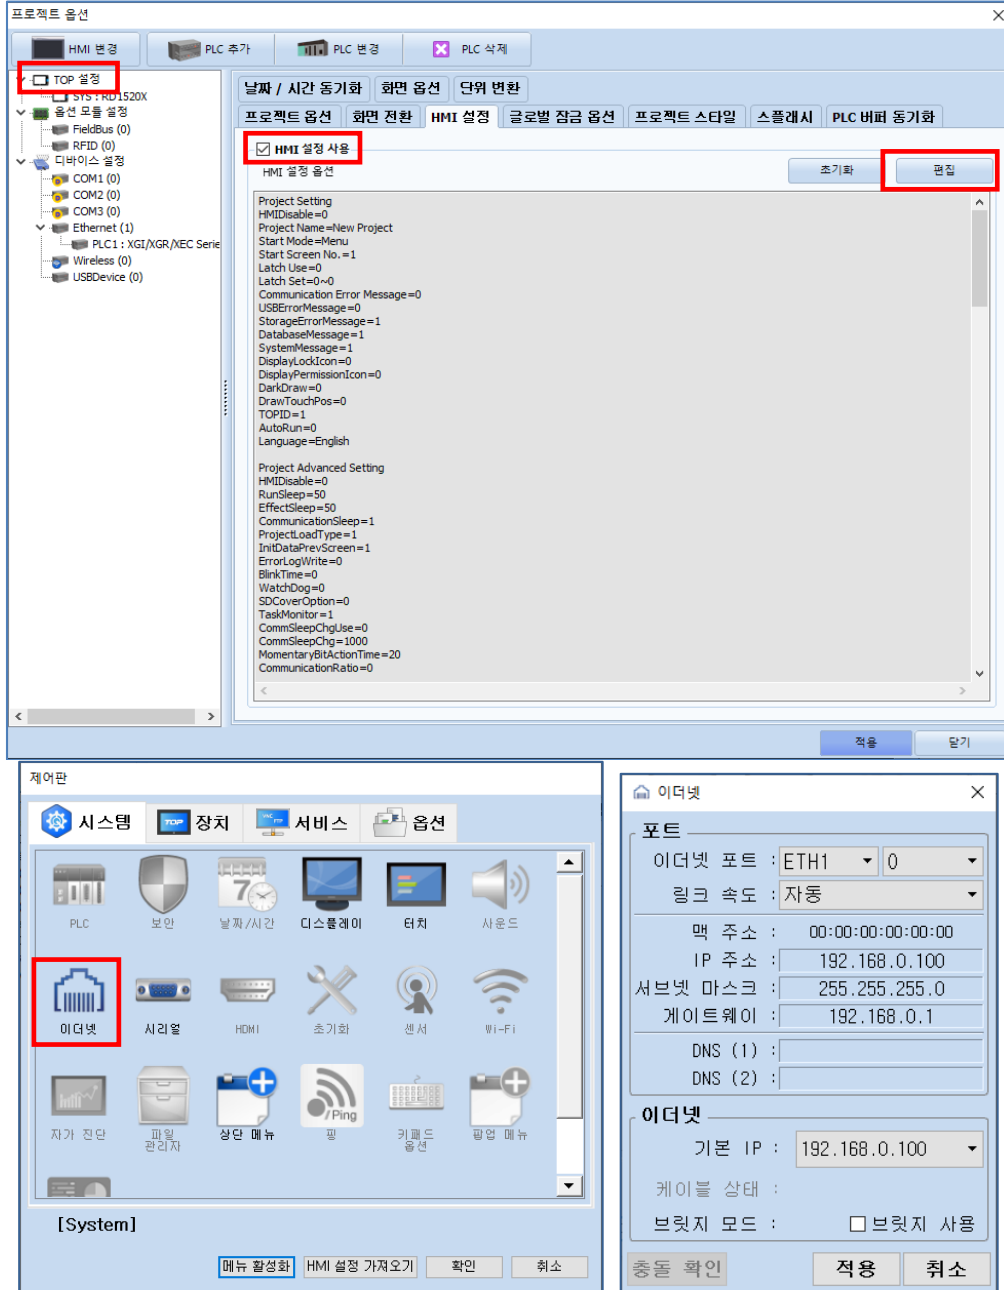 프로젝트 옵션
HMI 변경
PLC 추가
PLC 변경
PLC 삭제
TOP 설정
SYS : RD1520X
옵션 모듈 설정
FieldBus (0)
RFID (0)
디바이스 설정
COM1 (0)
COM2 (0)
COM3 (0)
Ethernet (1)
PLC1 : XGI/XGR/XEC Serie
Wireless (0)
USBDevice (0)
날짜 / 시간 동기화 화면 옵션 단위 변환
프로젝트 옵션 화면 전환 HMI 설정 글로벌 잠금 옵션 프로젝트 스타일 스플래시 PLC 버퍼 동기화
HMI 설정 사용
HMI 설정 옵션
초기화
편집
Project Setting
HMIDisable=0
Project Name=New Project
Start Mode=Menu
Start Screen No.=1
Latch Use=0
Latch Set=0~0
Communication Error Message=0
USBErrorMessage=0
StorageErrorMessage=1
DatabaseMessage=1
SystemMessage=1
DisplayLockIcon=0
DisplayPermissionIcon=0
DarkDraw=0
DrawTouchPos=0
TOPID=1
AutoRun=0
Language=English
Project Advanced Setting
HMIDisable=0
RunSleep=50
EffectSleep=50
CommunicationSleep=1
ProjectLoadType=1
InitDataPrevScreen=1
ErrorLogWrite=0
BlinkTime=0
WatchDog=0
SDCoverOption=0
TaskMonitor=1
CommSleepChgUse=0
CommSleepChg=1000
MomentaryBitActionTime=20
CommunicationRatio=0
적용
닫기
제어판
시스템
TOP
장치
서비스
옵션
PLC
보안
7
날짜/시간
디스플레이
터치
사운드
이더넷
시리얼
HDMI
초기화
센서
Wi-Fi
자가 진단
파일
관리자
상단 메뉴
/Ping
핑
키패드
옵션
팝업 메뉴
[System]
메뉴 활성화
HMI 설정 가져오기
확인
취소
이더넷
포트
이더넷 포트 : ETH1 0
링크 속도 : 자동
맥 주소 : 00:00:00:00:00:00
IP 주소 : 192.168.0.100
서브넷 마스크 : 255.255.255.0
게이트웨이 : 192.168.0.1
DNS (1) :
DNS (2) :
이더넷
기본 IP : 192.168.0.100
케이블 상태 :
브릿지 모드 : 브릿지 사용
충돌 확인
적용
취소